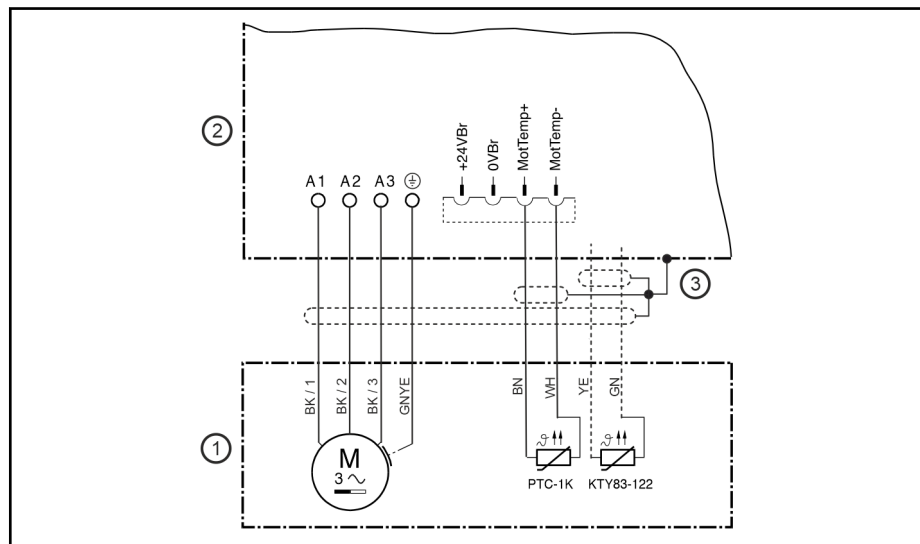 2
+24VBr
0VBr
MotTemp+
MotTemp-
A1 A2 A3
3
BK / 1
BK / 2
BK / 3
GNYE
BN
WH
YE
GN
1
M
3 ∿
ϑ
ϑ
PTC-1K KTY83-122